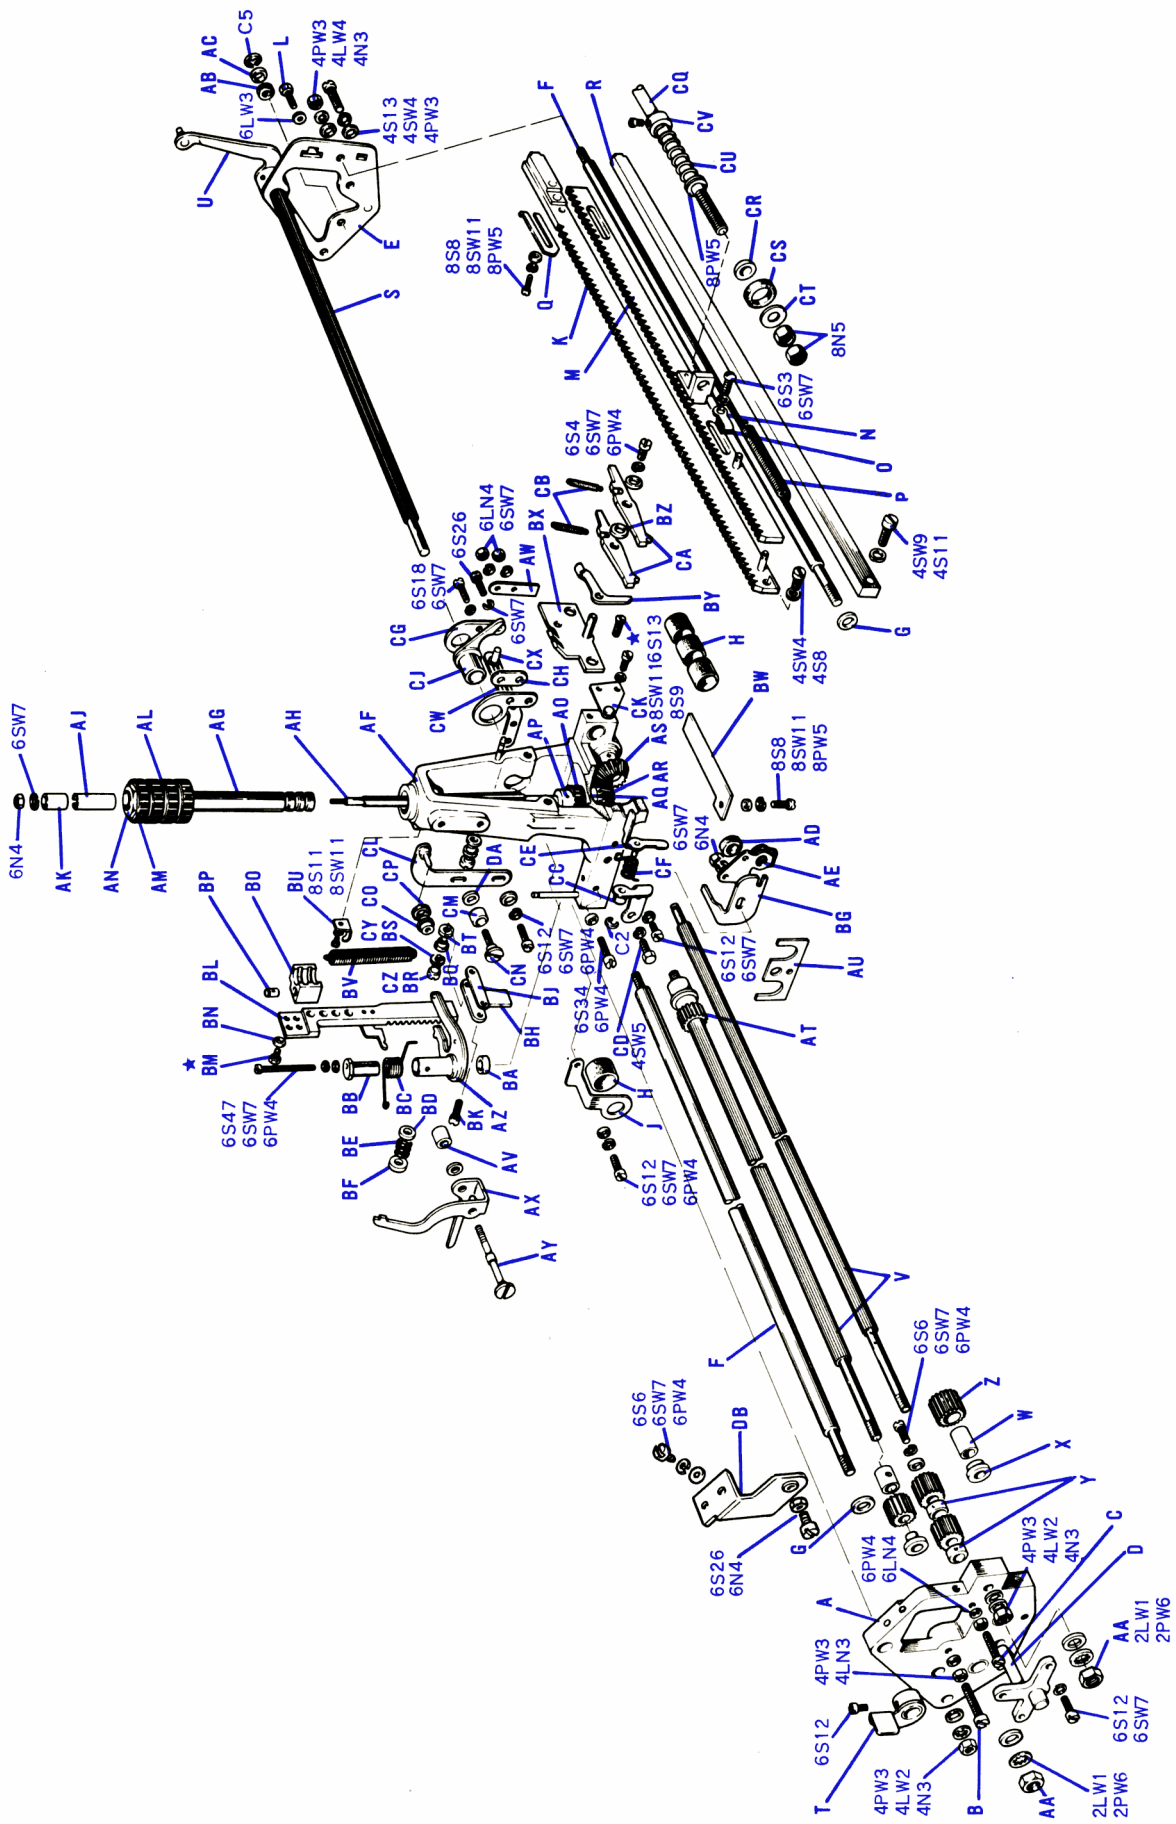 C5
AC
AB
L
4PW3
4LW4
4N3
6LW3
4S13
4SW4
4PW3
U
E
S
F
R
CQ
CV
CU
8PW5
CR
CS
CT
8N5
8S8
8SW11
8PW5
Q
K
M
6S3
6SW7
N
O
P
4SW9
4S11
G
4SW4
4S8
6S4
6SW7
6PW4
CB
BX
BZ
CA
BY
6LN4
6SW7
6S26
AW
6S18
6SW7
6SW7
CG
CJ
CX
CH
CW
★
H
6S13
8SW11
8S9
CK
BW
8S8
8SW11
8PW5
6SW7
AJ
AL
AG
AH
AF
6N4
AK
AN
AM
AP
AO
AS
AR
AQ
6SW7
6N4
AD
AE
BG
AU
CE
CF
CC
DA
CL
CP
CO
CY
BS
CZ
BR
BQ
BT
CM
CN
6S12
6SW7
6PW4
C2
6S34
6PW4
CD
4SW5
6S12
6SW7
AT
BP
BO
BU
8S11
8SW11
BV
BL
BN
★
BM
6S47
6SW7
6PW4
BB
BC
BD
BE
BF
BJ
BH
BA
AZ
BK
AV
AX
AY
H
J
6S12
6SW7
6PW4
V
F
6S6
6SW7
6PW4
Z
W
X
Y
6S6
6SW7
6PW4
DB
6S26
6N4
G
6PW4
6LN4
4PW3
4LW2
4N3
C
D
A
4PW3
4LN3
AA
2LW1
2PW6
6S12
6SW7
6S12
T
4PW3
4LW2
4N3
B
AA
2LW1
2PW6